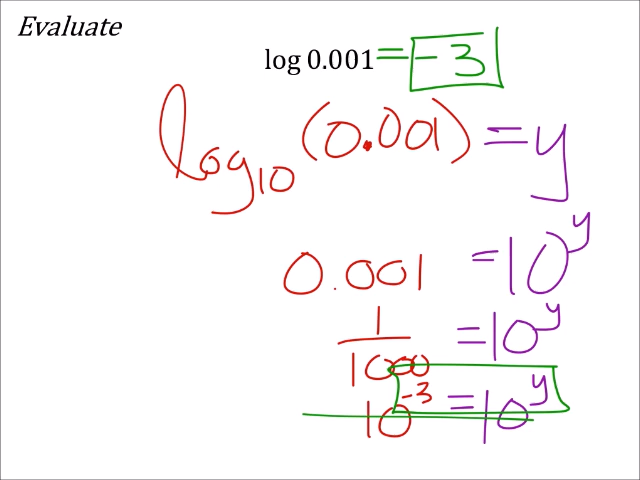 Evaluate
log 0.001 = -3
log₁₀ (0.001) = y
0.001 = 10^y
1/1000 = 10^y
10^-3 = 10^y